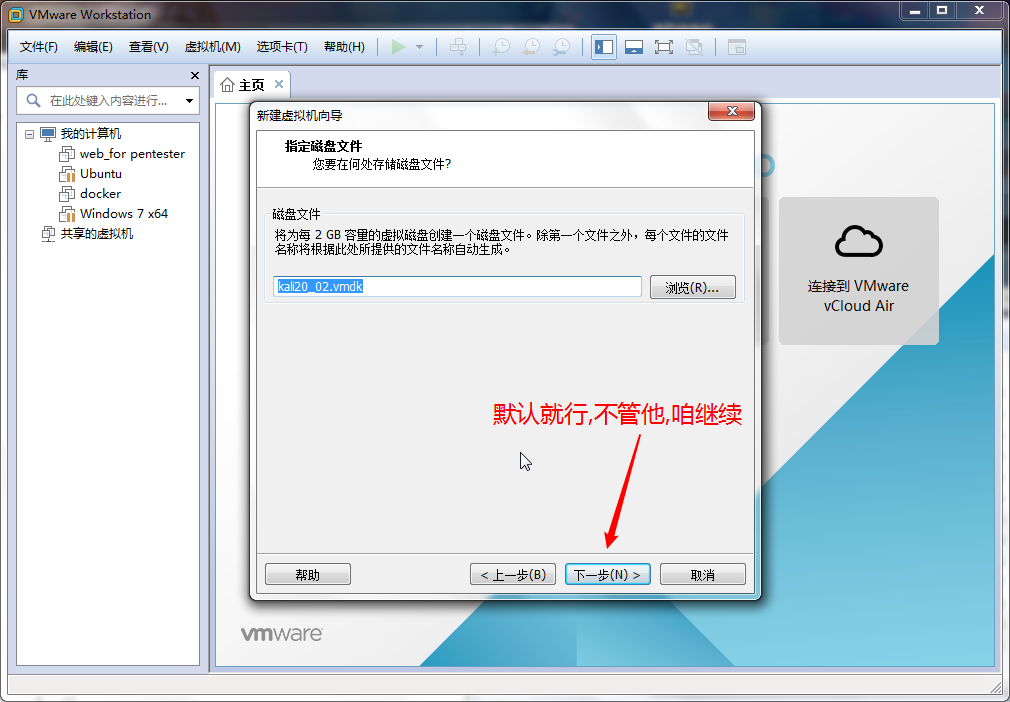 VMware Workstation
文件(F) 编辑(E) 查看(V) 虚拟机(M) 选项卡(T) 帮助(H)
库
在此处键入内容进行...
我的计算机
web_for pentester
Ubuntu
docker
Windows 7 x64
共享的虚拟机
主页
新建虚拟机向导
指定磁盘文件
您要在何处存储磁盘文件?
磁盘文件
将为每 2 GB 容量的虚拟磁盘创建一个磁盘文件。除第一个文件之外，每个文件的文件
名称将根据此处所提供的文件名称自动生成。
kali20_02.vmdk
浏览(R)...
默认就行,不管他,咱继续
帮助
< 上一步(B)
下一步(N) >
取消
连接到 VMware
vCloud Air
vmware